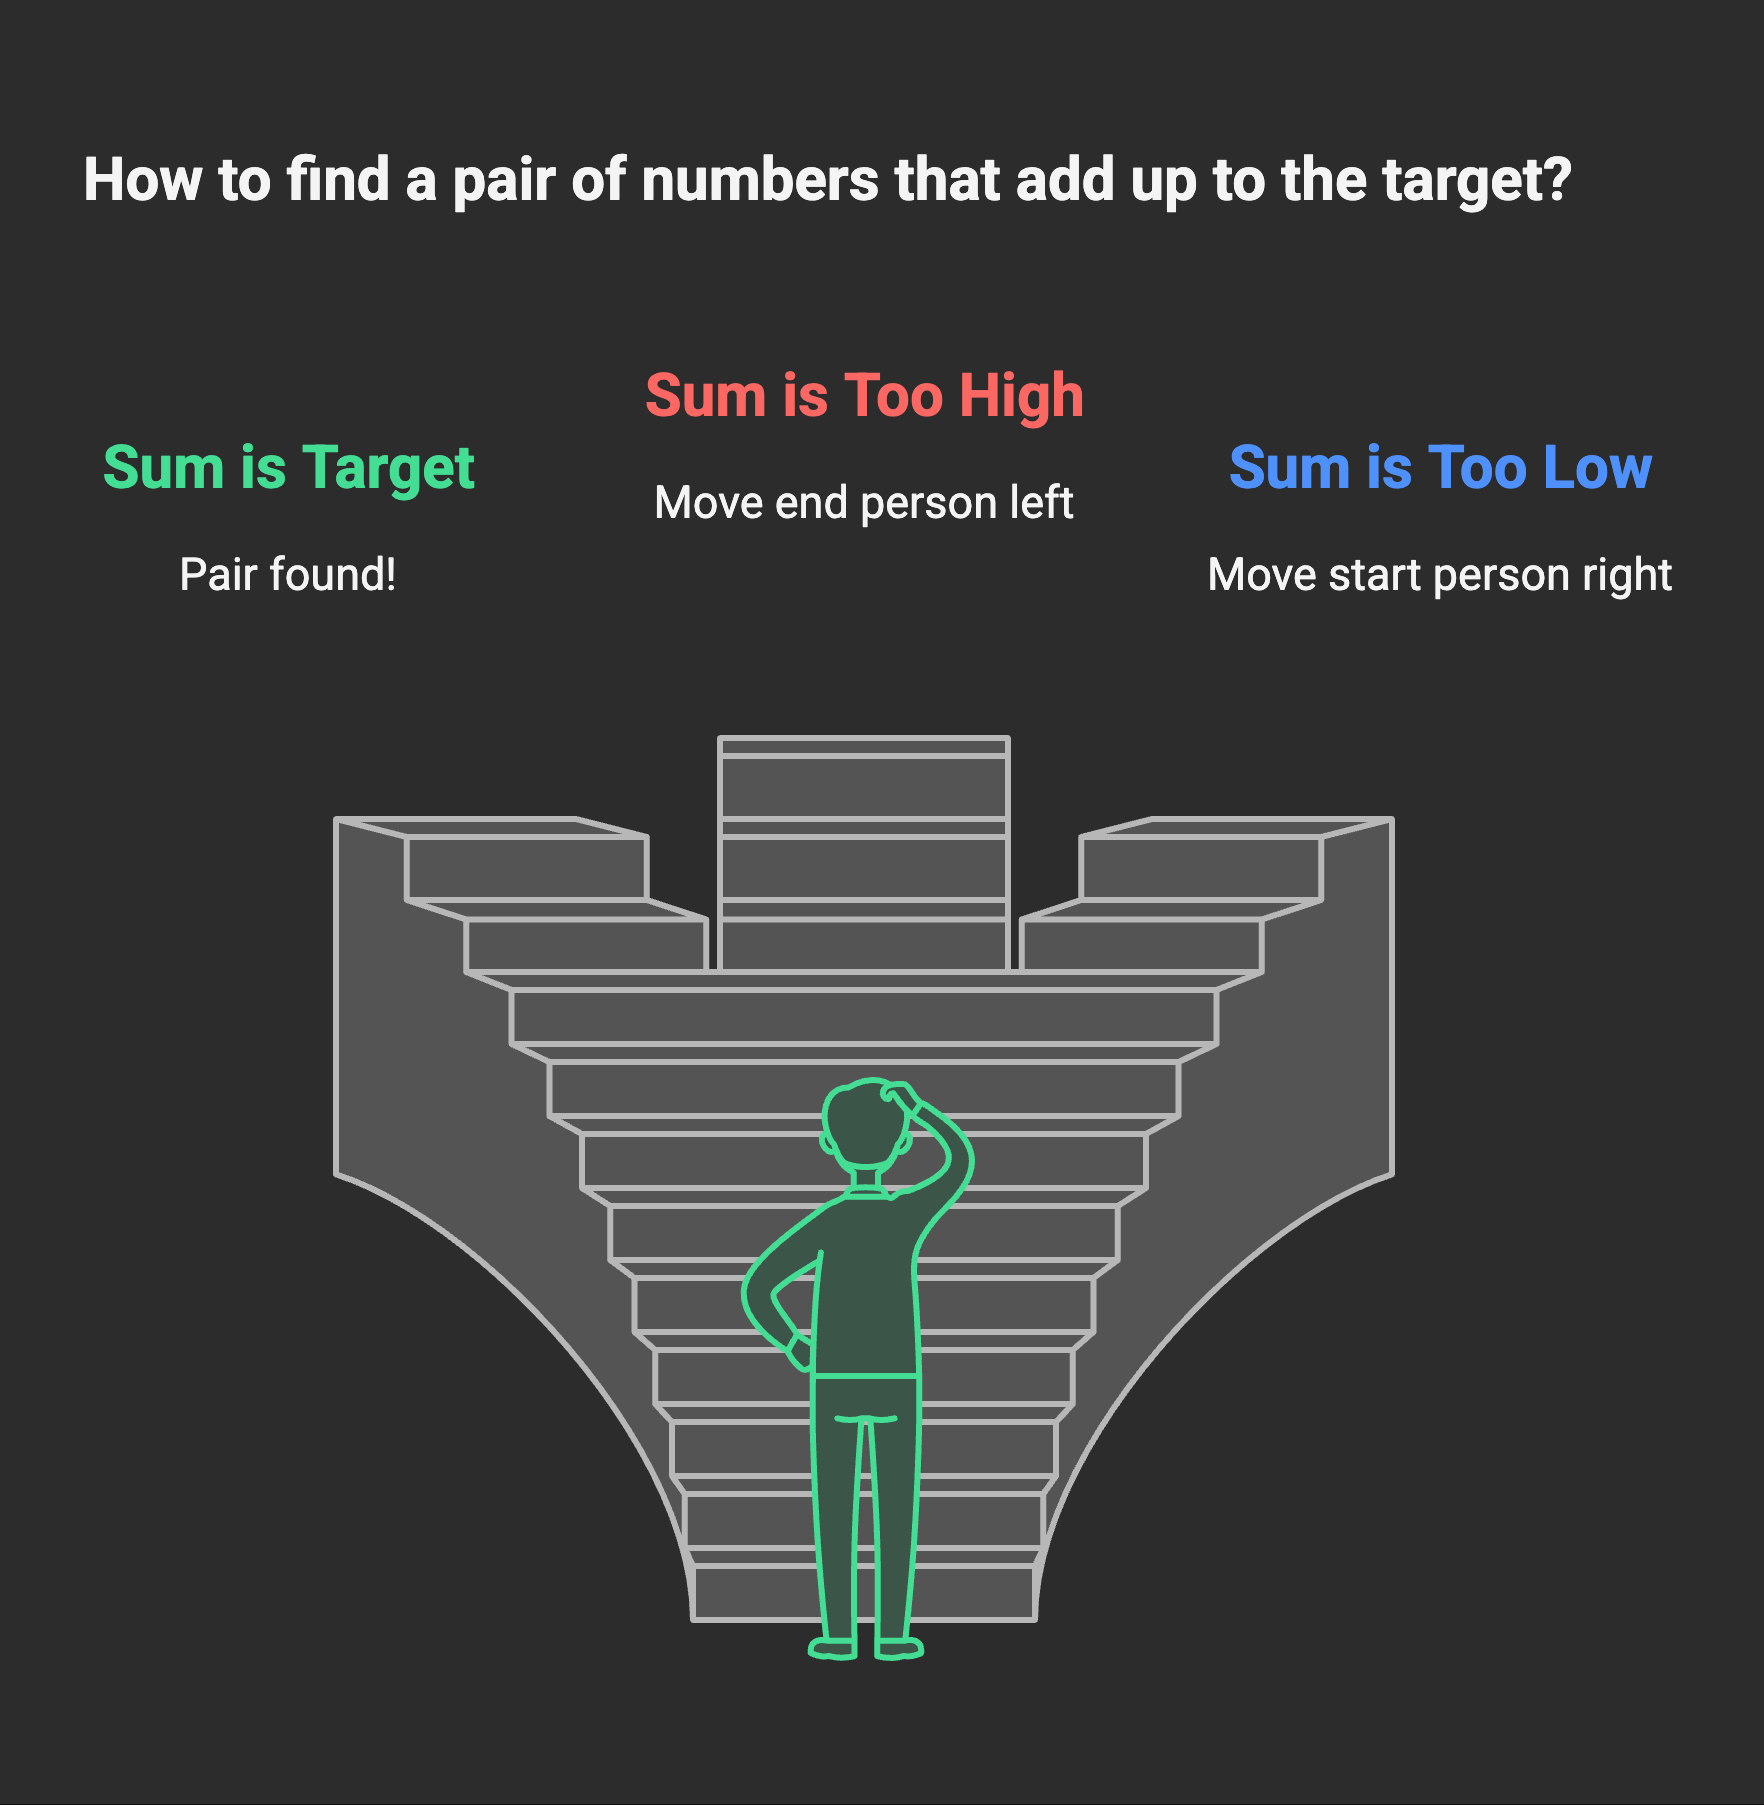 How to find a pair of numbers that add up to the target?
Sum is Target
Pair found!
Sum is Too High
Move end person left
Sum is Too Low
Move start person right